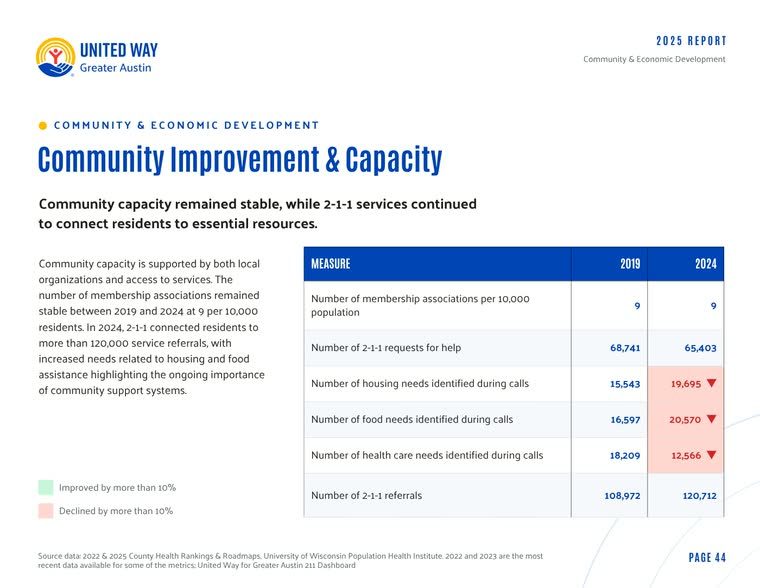 UNITED WAY
Greater Austin
2025 REPORT
Community & Economic Development
COMMUNITY & ECONOMIC DEVELOPMENT
Community Improvement & Capacity
Community capacity remained stable, while 2-1-1 services continued
to connect residents to essential resources.
Community capacity is supported by both local
organizations and access to services. The
number of membership associations remained
stable between 2019 and 2024 at 9 per 10,000
residents. In 2024, 2-1-1 connected residents to
more than 120,000 service referrals, with
increased needs related to housing and food
assistance highlighting the ongoing importance
of community support systems.
Improved by more than 10%
Declined by more than 10%
MEASURE 2019 2024
Number of membership associations per 10,000
population 9 9
Number of 2-1-1 requests for help 68,741 65,403
Number of housing needs identified during calls 15,543 19,695 ▼
Number of food needs identified during calls 16,597 20,570 ▼
Number of health care needs identified during calls 18,209 12,566 ▼
Number of 2-1-1 referrals 108,972 120,712
Source data: 2022 & 2025 County Health Rankings & Roadmaps, University of Wisconsin Population Health Institute. 2022 and 2023 are the most
recent data available for some of the metrics; United Way for Greater Austin 211 Dashboard
PAGE 44